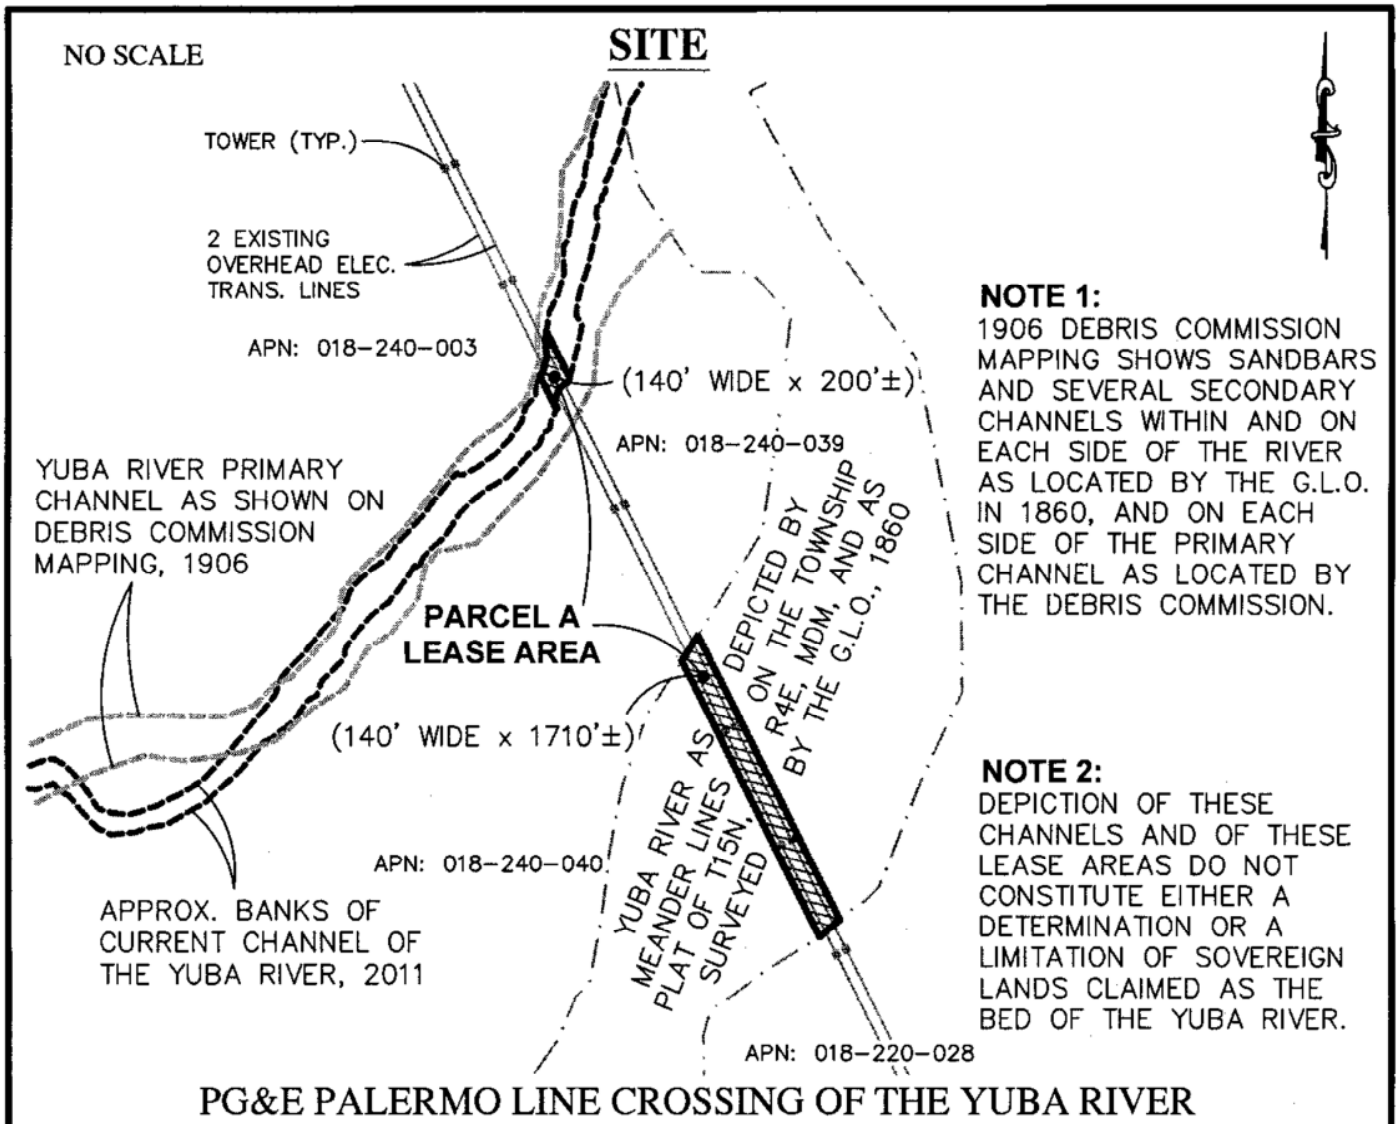 NO SCALE
SITE
TOWER (TYP.)
2 EXISTING
OVERHEAD ELEC.
TRANS. LINES
APN: 018-240-003
(140' WIDE x 200'±)
APN: 018-240-039
YUBA RIVER PRIMARY
CHANNEL AS SHOWN ON
DEBRIS COMMISSION
MAPPING, 1906
PARCEL A
LEASE AREA
(140' WIDE x 1710'±)
YUBA RIVER AS DEPICTED BY
MEANDER LINES ON THE TOWNSHIP
PLAT OF T15N, R4E, MDM, AND AS
SURVEYED BY THE G.L.O., 1860
APN: 018-240-040
APPROX. BANKS OF
CURRENT CHANNEL OF
THE YUBA RIVER, 2011
APN: 018-220-028
NOTE 1:
1906 DEBRIS COMMISSION
MAPPING SHOWS SANDBARS
AND SEVERAL SECONDARY
CHANNELS WITHIN AND ON
EACH SIDE OF THE RIVER
AS LOCATED BY THE G.L.O.
IN 1860, AND ON EACH
SIDE OF THE PRIMARY
CHANNEL AS LOCATED BY
THE DEBRIS COMMISSION.
NOTE 2:
DEPICTION OF THESE
CHANNELS AND OF THESE
LEASE AREAS DO NOT
CONSTITUTE EITHER A
DETERMINATION OR A
LIMITATION OF SOVEREIGN
LANDS CLAIMED AS THE
BED OF THE YUBA RIVER.
PG&E PALERMO LINE CROSSING OF THE YUBA RIVER